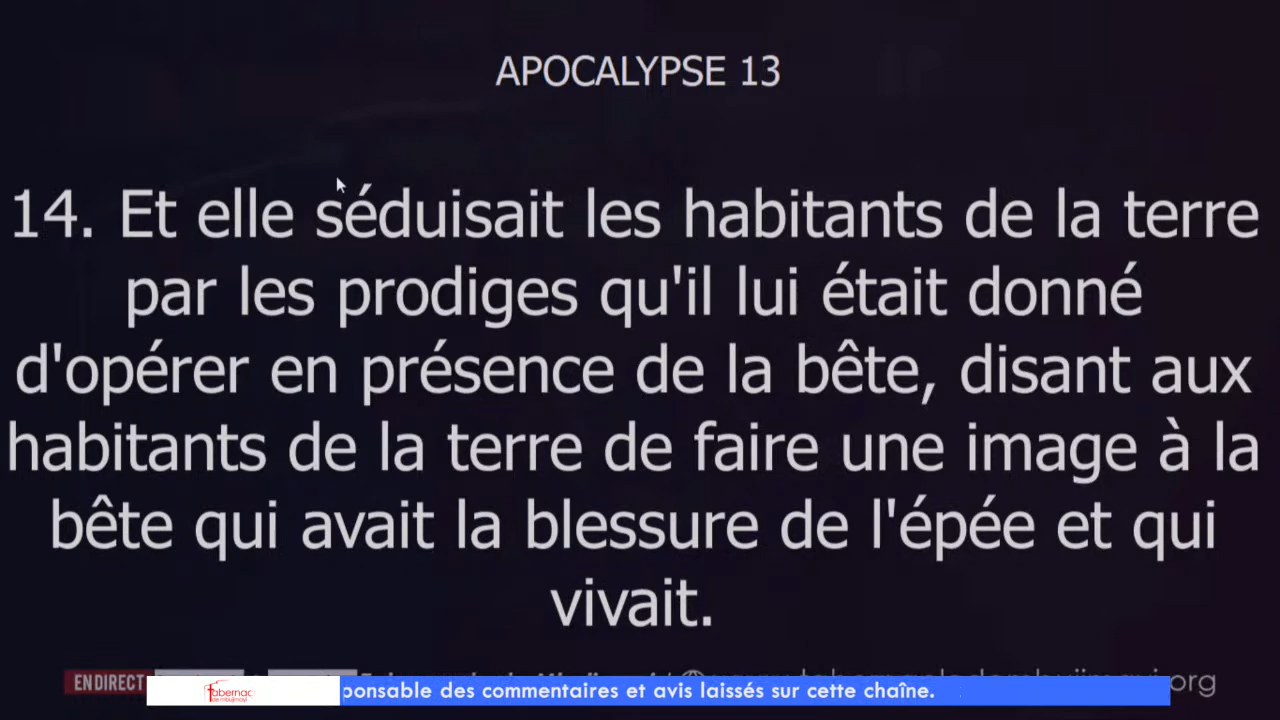 APOCALYPSE 13
14. Et elle séduisait les habitants de la terre
par les prodiges qu'il lui était donné
d'opérer en présence de la bête, disant aux
habitants de la terre de faire une image à la
bête qui avait la blessure de l'épée et qui
vivait.
EN DIRECT
Tabernac
ponsable des commentaires et avis laissés sur cette chaîne.